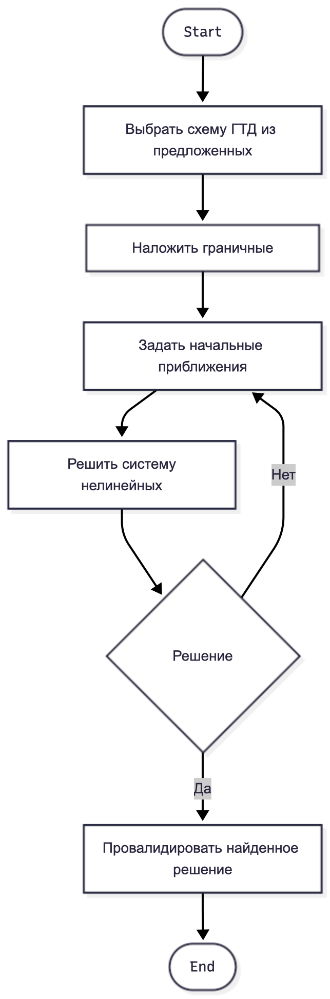 Start
Выбрать схему ГТД из
предложенных
Наложить граничные
Задать начальные
приближения
Решить систему
нелинейных
Нет
Решение
Да
Провалидировать найденное
решение
End